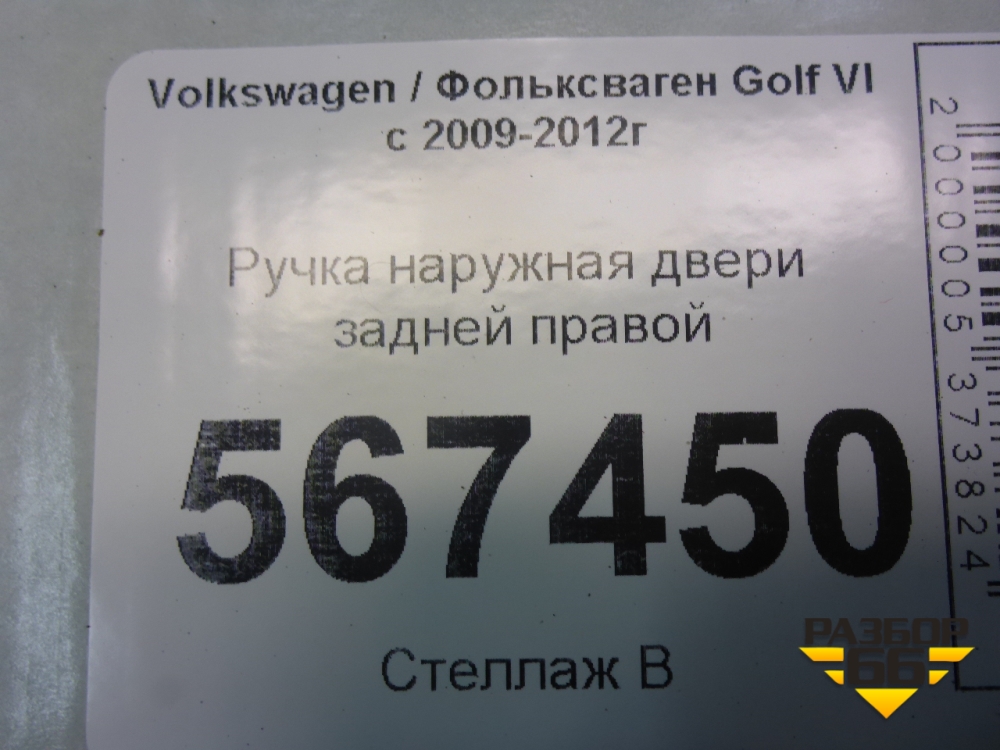 Volkswagen / Фольксваген Golf VI
с 2009-2012г
Ручка наружная двери
задней правой
567450
Стеллаж В
2000005373824
РАЗБОР
66